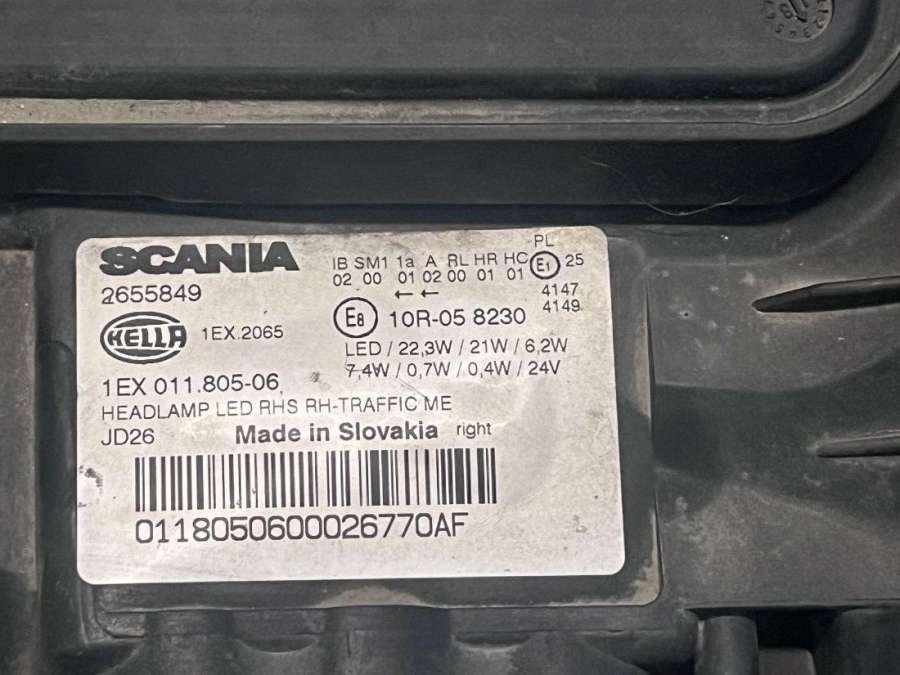 SCANIA
2655849
HELLA 1EX.2065
1EX 011.805-06
HEADLAMP LED RHS RH-TRAFFIC ME
JD26 Made in Slovakia right
0118050600026770AF
PL
IB SM1 1a A RL HR HC E1 25
02 00 01 02 00 01 01
← ← 4147
4149
E8 10R-05 8230
LED / 22,3W / 21W / 6,2W
7,4W / 0,7W / 0,4W / 24V